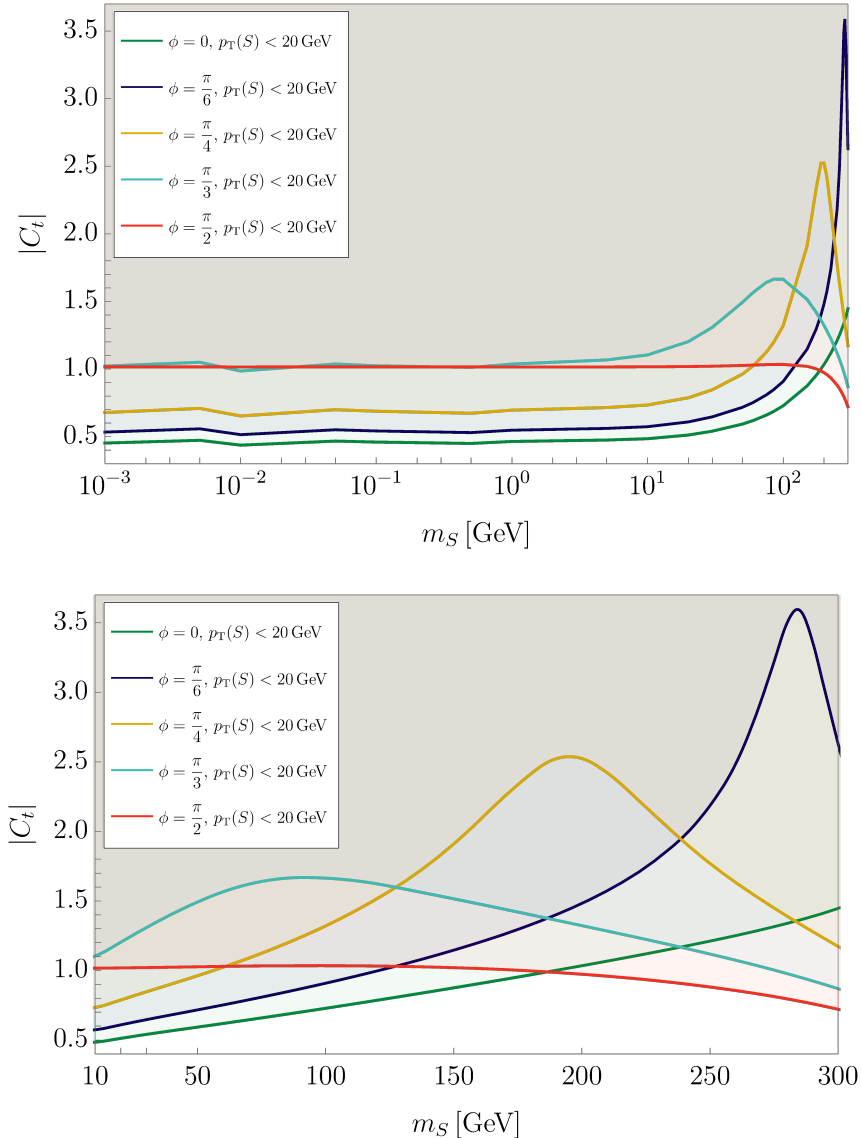 3.5
3.0
2.5
2.0
1.5
1.0
0.5
|C_t|
ϕ = 0, p_T(S) < 20 GeV
ϕ = π/6, p_T(S) < 20 GeV
ϕ = π/4, p_T(S) < 20 GeV
ϕ = π/3, p_T(S) < 20 GeV
ϕ = π/2, p_T(S) < 20 GeV
10^−3 10^−2 10^−1 10^0 10^1 10^2
m_S [GeV]
3.5
3.0
2.5
2.0
1.5
1.0
0.5
|C_t|
ϕ = 0, p_T(S) < 20 GeV
ϕ = π/6, p_T(S) < 20 GeV
ϕ = π/4, p_T(S) < 20 GeV
ϕ = π/3, p_T(S) < 20 GeV
ϕ = π/2, p_T(S) < 20 GeV
10 50 100 150 200 250 300
m_S [GeV]